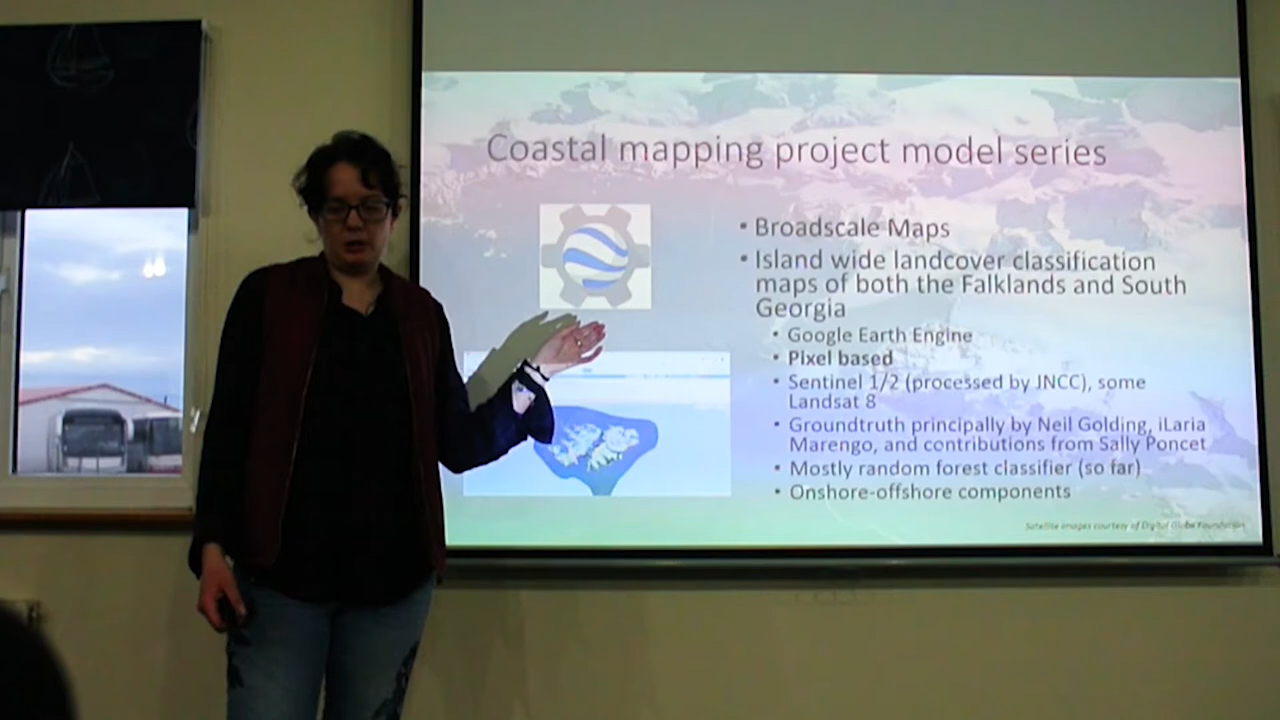 Coastal mapping project model series
• Broadscale Maps
• Island wide landcover classification
maps of both the Falklands and South
Georgia
• Google Earth Engine
• Pixel based
• Sentinel 1/2 (processed by JNCC), some
Landsat 8
• Groundtruth principally by Neil Golding, iLaria
Marengo, and contributions from Sally Poncet
• Mostly random forest classifier (so far)
• Onshore-offshore components
Satellite images courtesy of Digital Globe Foundation